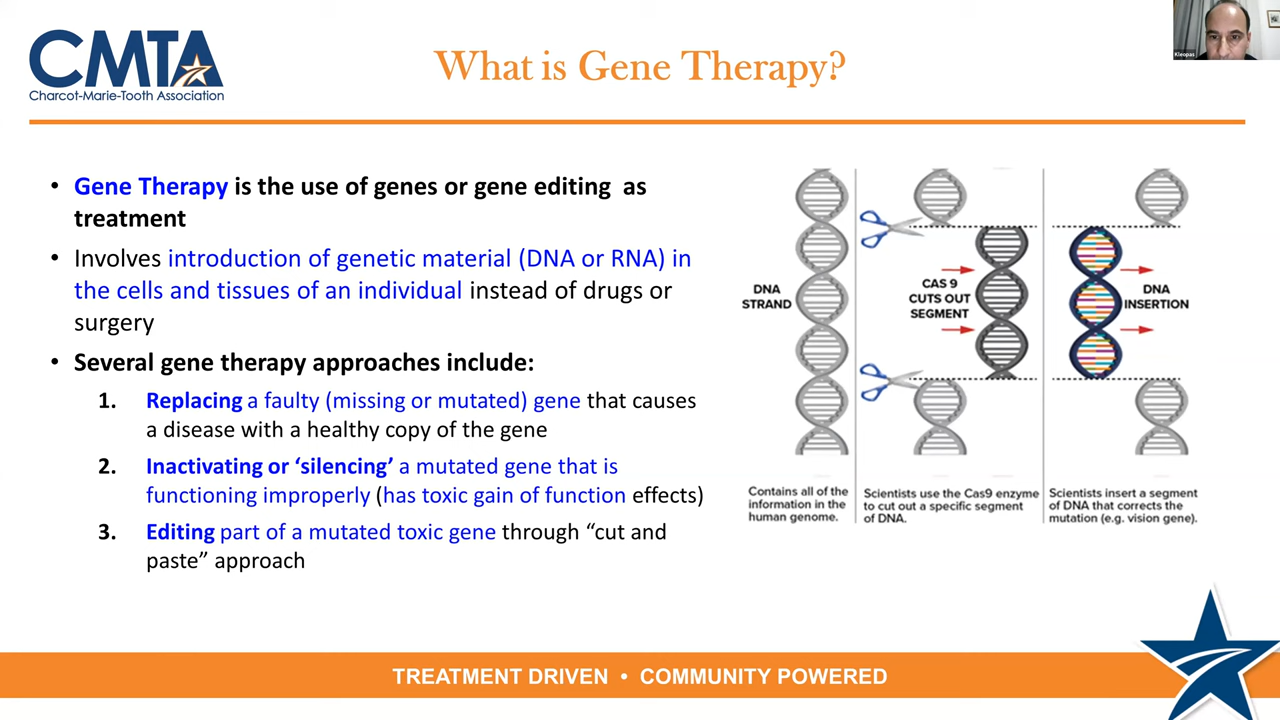 CMTA
Charcot-Marie-Tooth Association
What is Gene Therapy?
Kleopas
• Gene Therapy is the use of genes or gene editing as
treatment
• Involves introduction of genetic material (DNA or RNA) in
the cells and tissues of an individual instead of drugs or
surgery
• Several gene therapy approaches include:
1. Replacing a faulty (missing or mutated) gene that causes
a disease with a healthy copy of the gene
2. Inactivating or ‘silencing’ a mutated gene that is
functioning improperly (has toxic gain of function effects)
3. Editing part of a mutated toxic gene through “cut and
paste” approach
DNA
STRAND
CAS 9
CUTS OUT
SEGMENT
DNA
INSERTION
Contains all of the
information in the
human genome.
Scientists use the Cas9 enzyme
to cut out a specific segment
of DNA.
Scientists insert a segment
of DNA that corrects the
mutation (e.g. vision gene).
TREATMENT DRIVEN • COMMUNITY POWERED